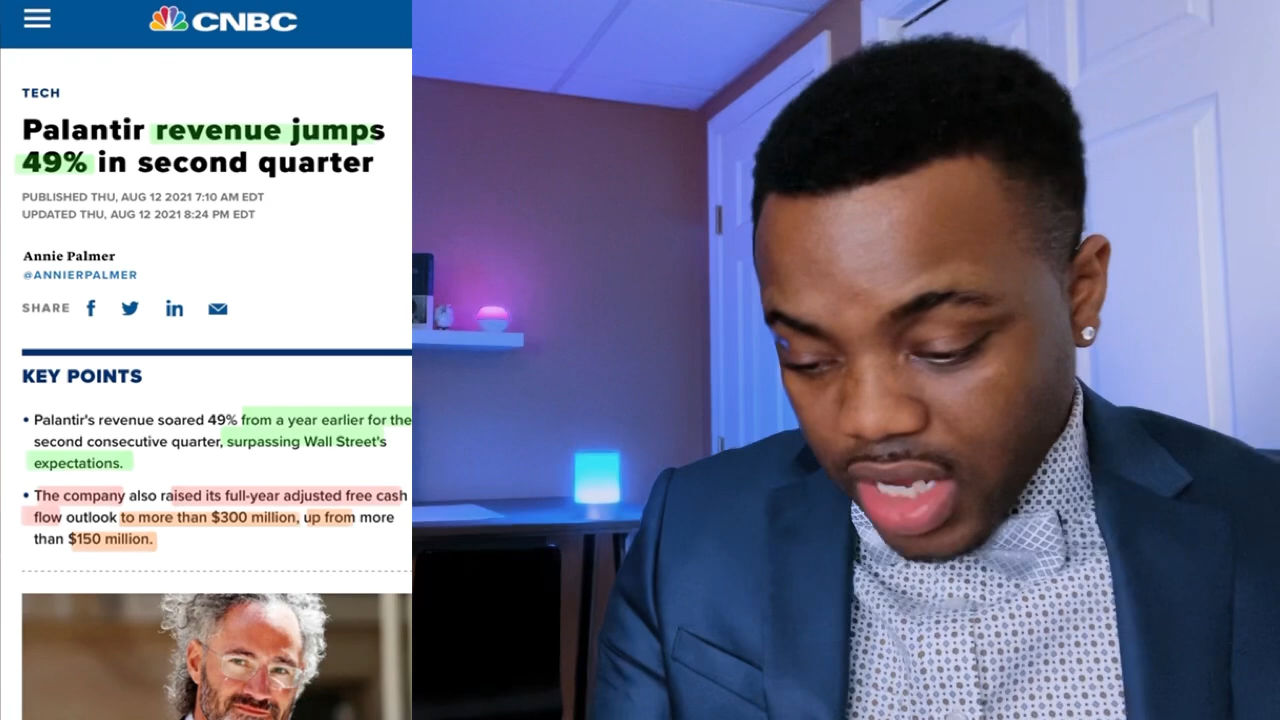 CNBC
TECH
Palantir revenue jumps
49% in second quarter
PUBLISHED THU, AUG 12 2021 7:10 AM EDT
UPDATED THU, AUG 12 2021 8:24 PM EDT
Annie Palmer
@ANNIERPALMER
SHARE
KEY POINTS
• Palantir's revenue soared 49% from a year earlier for the
second consecutive quarter, surpassing Wall Street's
expectations.
• The company also raised its full-year adjusted free cash
flow outlook to more than $300 million, up from more
than $150 million.